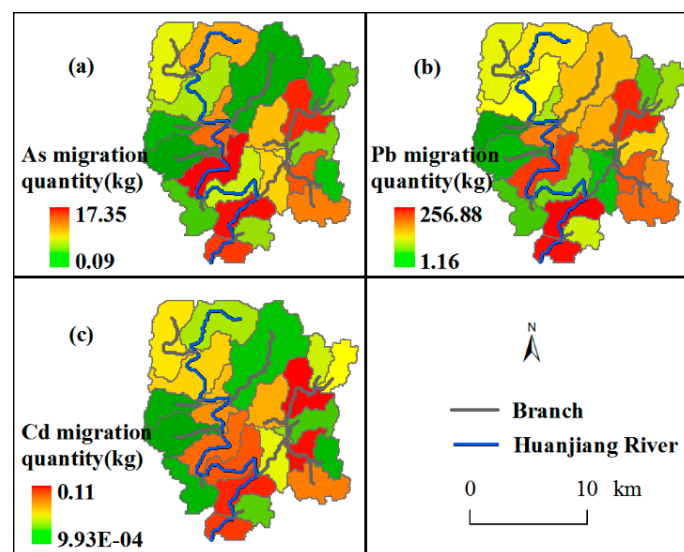 (a)
As migration
quantity(kg)
17.35
0.09
(b)
Pb migration
quantity(kg)
256.88
1.16
(c)
Cd migration
quantity(kg)
0.11
9.93E-04
N
Branch
Huanjiang River
0 10 km